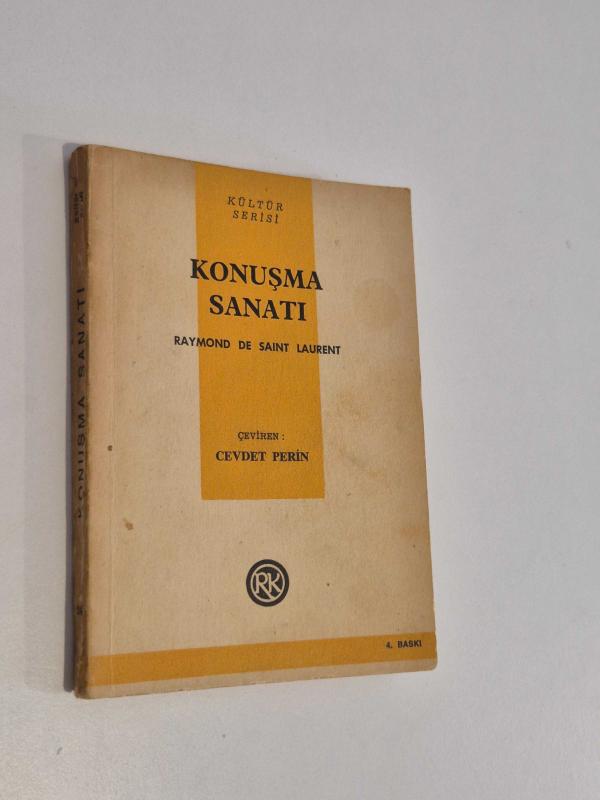 KÜLTÜR
SERİSİ
KONUŞMA
SANATI
RAYMOND DE SAINT LAURENT
ÇEVİREN :
CEVDET PERİN
RK
4. BASKI
KONUŞMA SANATI